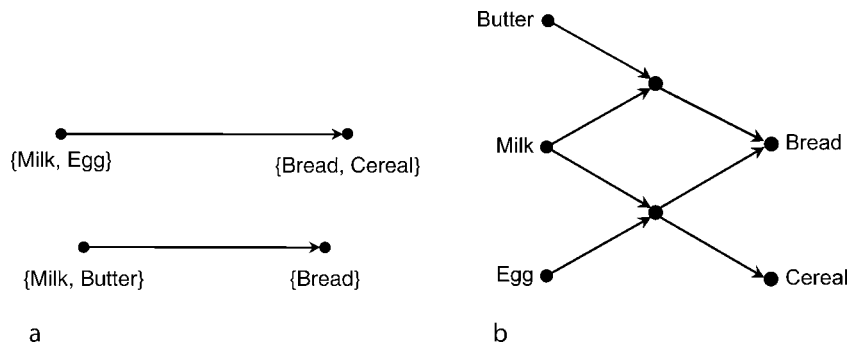 {Milk, Egg}
{Bread, Cereal}
{Milk, Butter}
{Bread}
a
Butter
Milk
Bread
Egg
Cereal
b